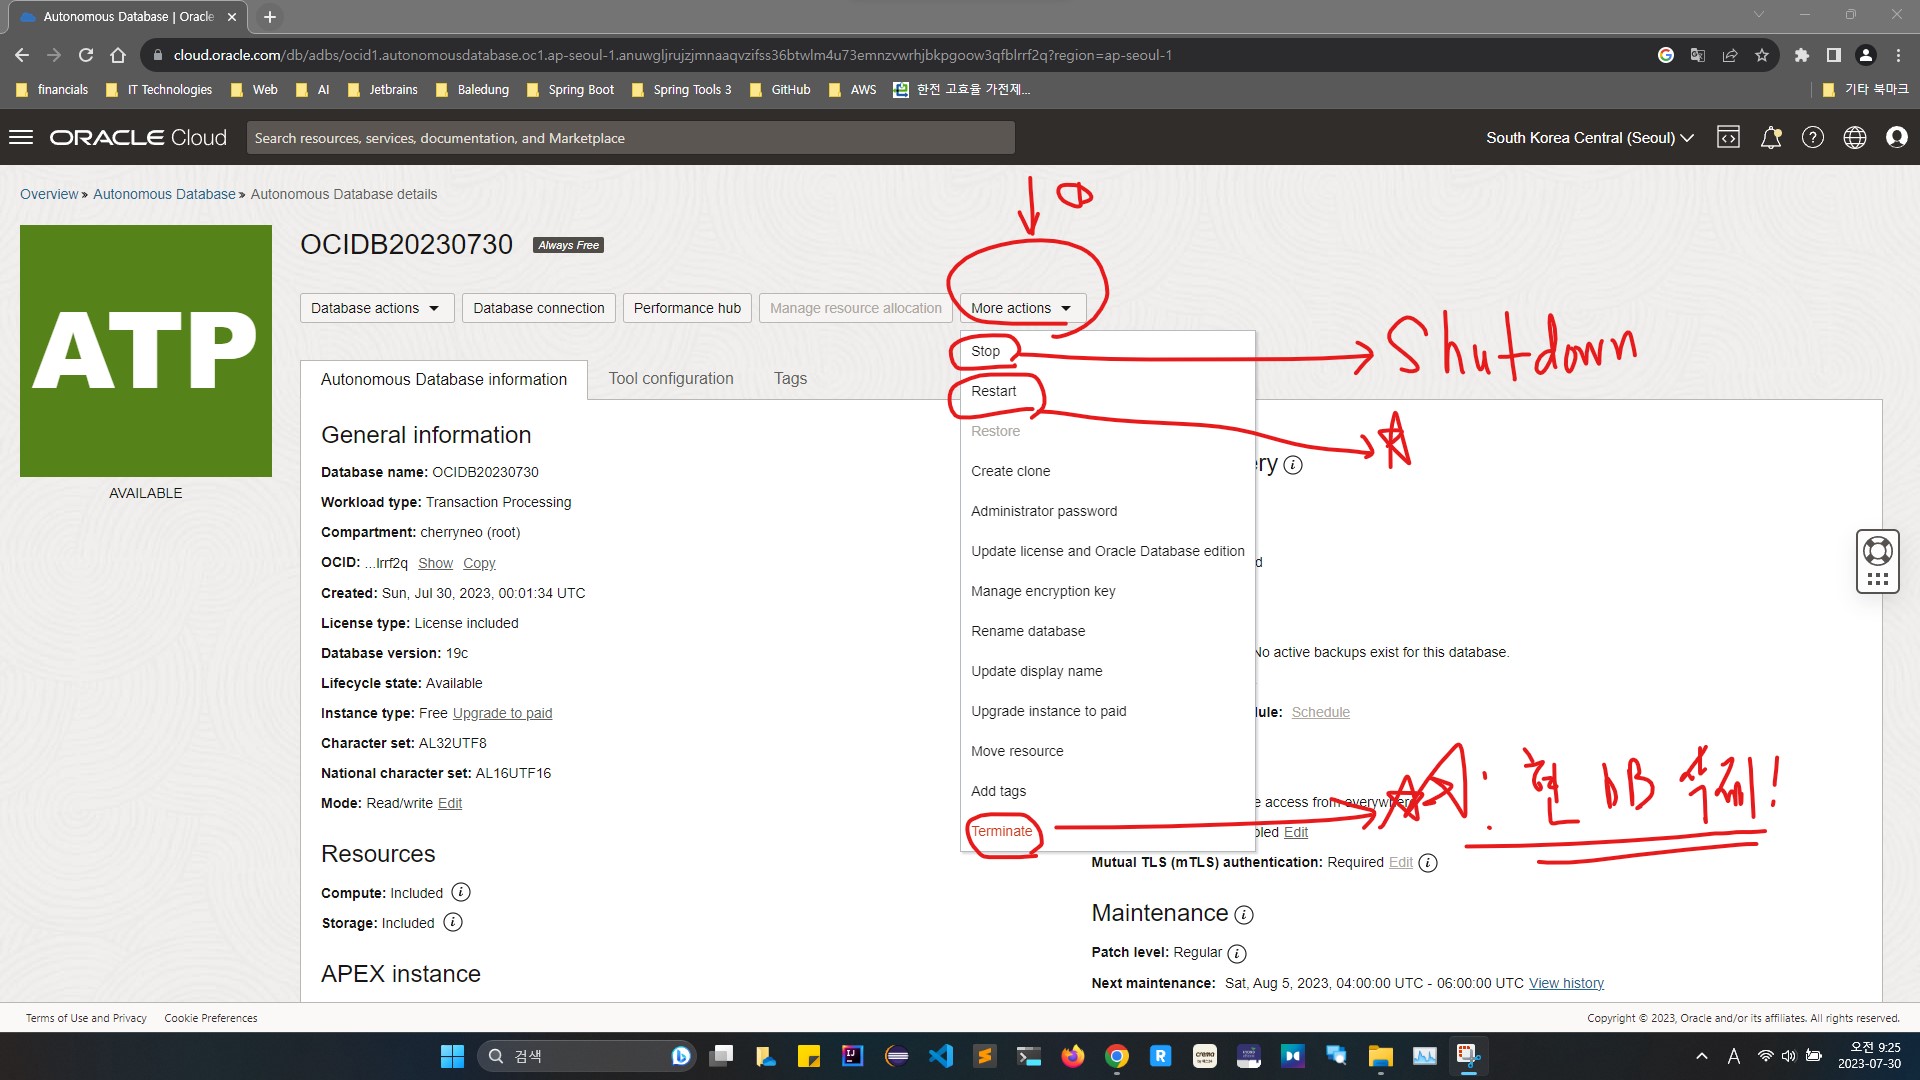 Autonomous Database | Oracle
cloud.oracle.com/db/adbs/ocid1.autonomousdatabase.oc1.ap-seoul-1.anuwgljrujzjmnaaqvzifss36btwlm4u73emnzvwrhjbkpgoow3qfblrrf2q?region=ap-seoul-1
financials IT Technologies Web AI Jetbrains Baledung Spring Boot Spring Tools 3 GitHub AWS 한전 고효율 가전제... 기타 북마크
ORACLE Cloud Search resources, services, documentation, and Marketplace South Korea Central (Seoul)
Overview » Autonomous Database » Autonomous Database details
ATP
AVAILABLE
OCIDB20230730 Always Free
Database actions Database connection Performance hub Manage resource allocation More actions
Stop
Shutdown
Restart
Restore
Create clone
Administrator password
Update license and Oracle Database edition
Manage encryption key
Rename database
Update display name
Upgrade instance to paid
Move resource
Add tags
Terminate
: 현 DB 삭제!
Autonomous Database information Tool configuration Tags
General information
Database name: OCIDB20230730
Workload type: Transaction Processing
Compartment: cherryneo (root)
OCID: ...lrrf2q Show Copy
Created: Sun, Jul 30, 2023, 00:01:34 UTC
License type: License included
Database version: 19c
Lifecycle state: Available
Instance type: Free Upgrade to paid
Character set: AL32UTF8
National character set: AL16UTF16
Mode: Read/write Edit
Resources
Compute: Included
Storage: Included
APEX instance
No active backups exist for this database.
Schedule
access from everywhere
Edit
Mutual TLS (mTLS) authentication: Required Edit
Maintenance
Patch level: Regular
Next maintenance: Sat, Aug 5, 2023, 04:00:00 UTC - 06:00:00 UTC View history
Terms of Use and Privacy Cookie Preferences Copyright © 2023, Oracle and/or its affiliates. All rights reserved.
검색
A
오전 9:25
2023-07-30